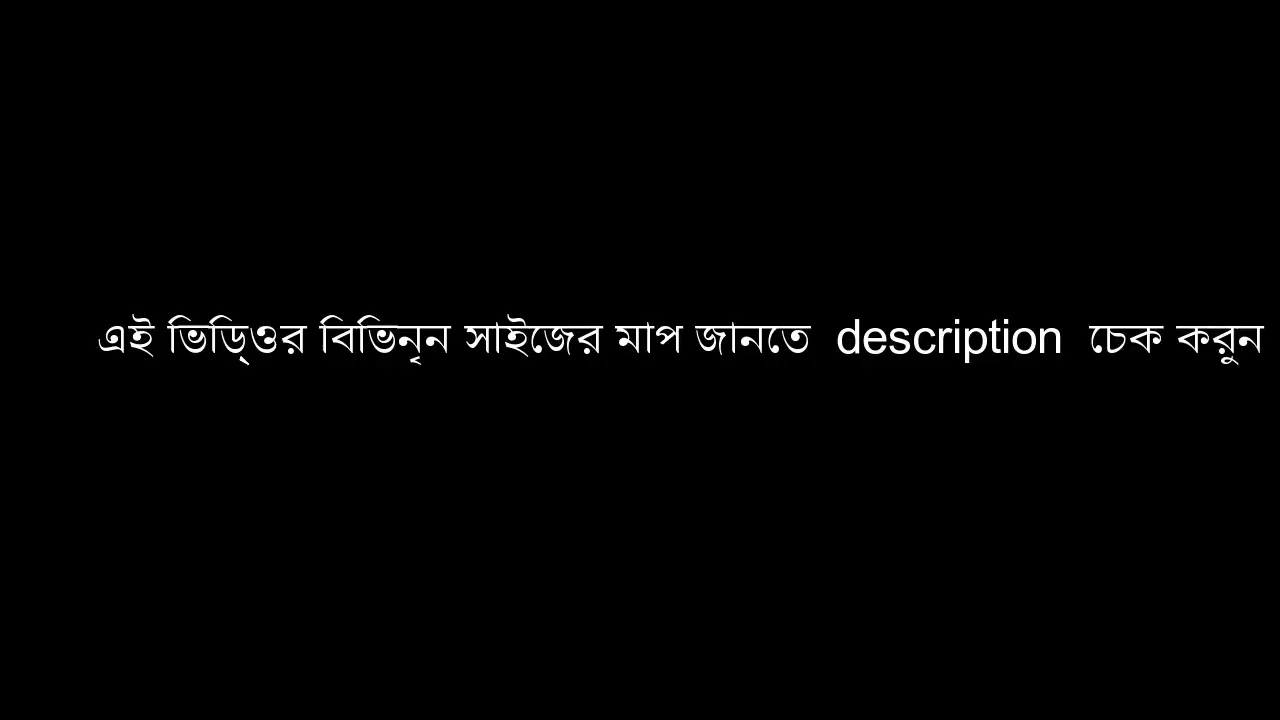 এই ভিডি্ওর বিভিনৃন সাইজের মাপ জানতে description চেক করুন